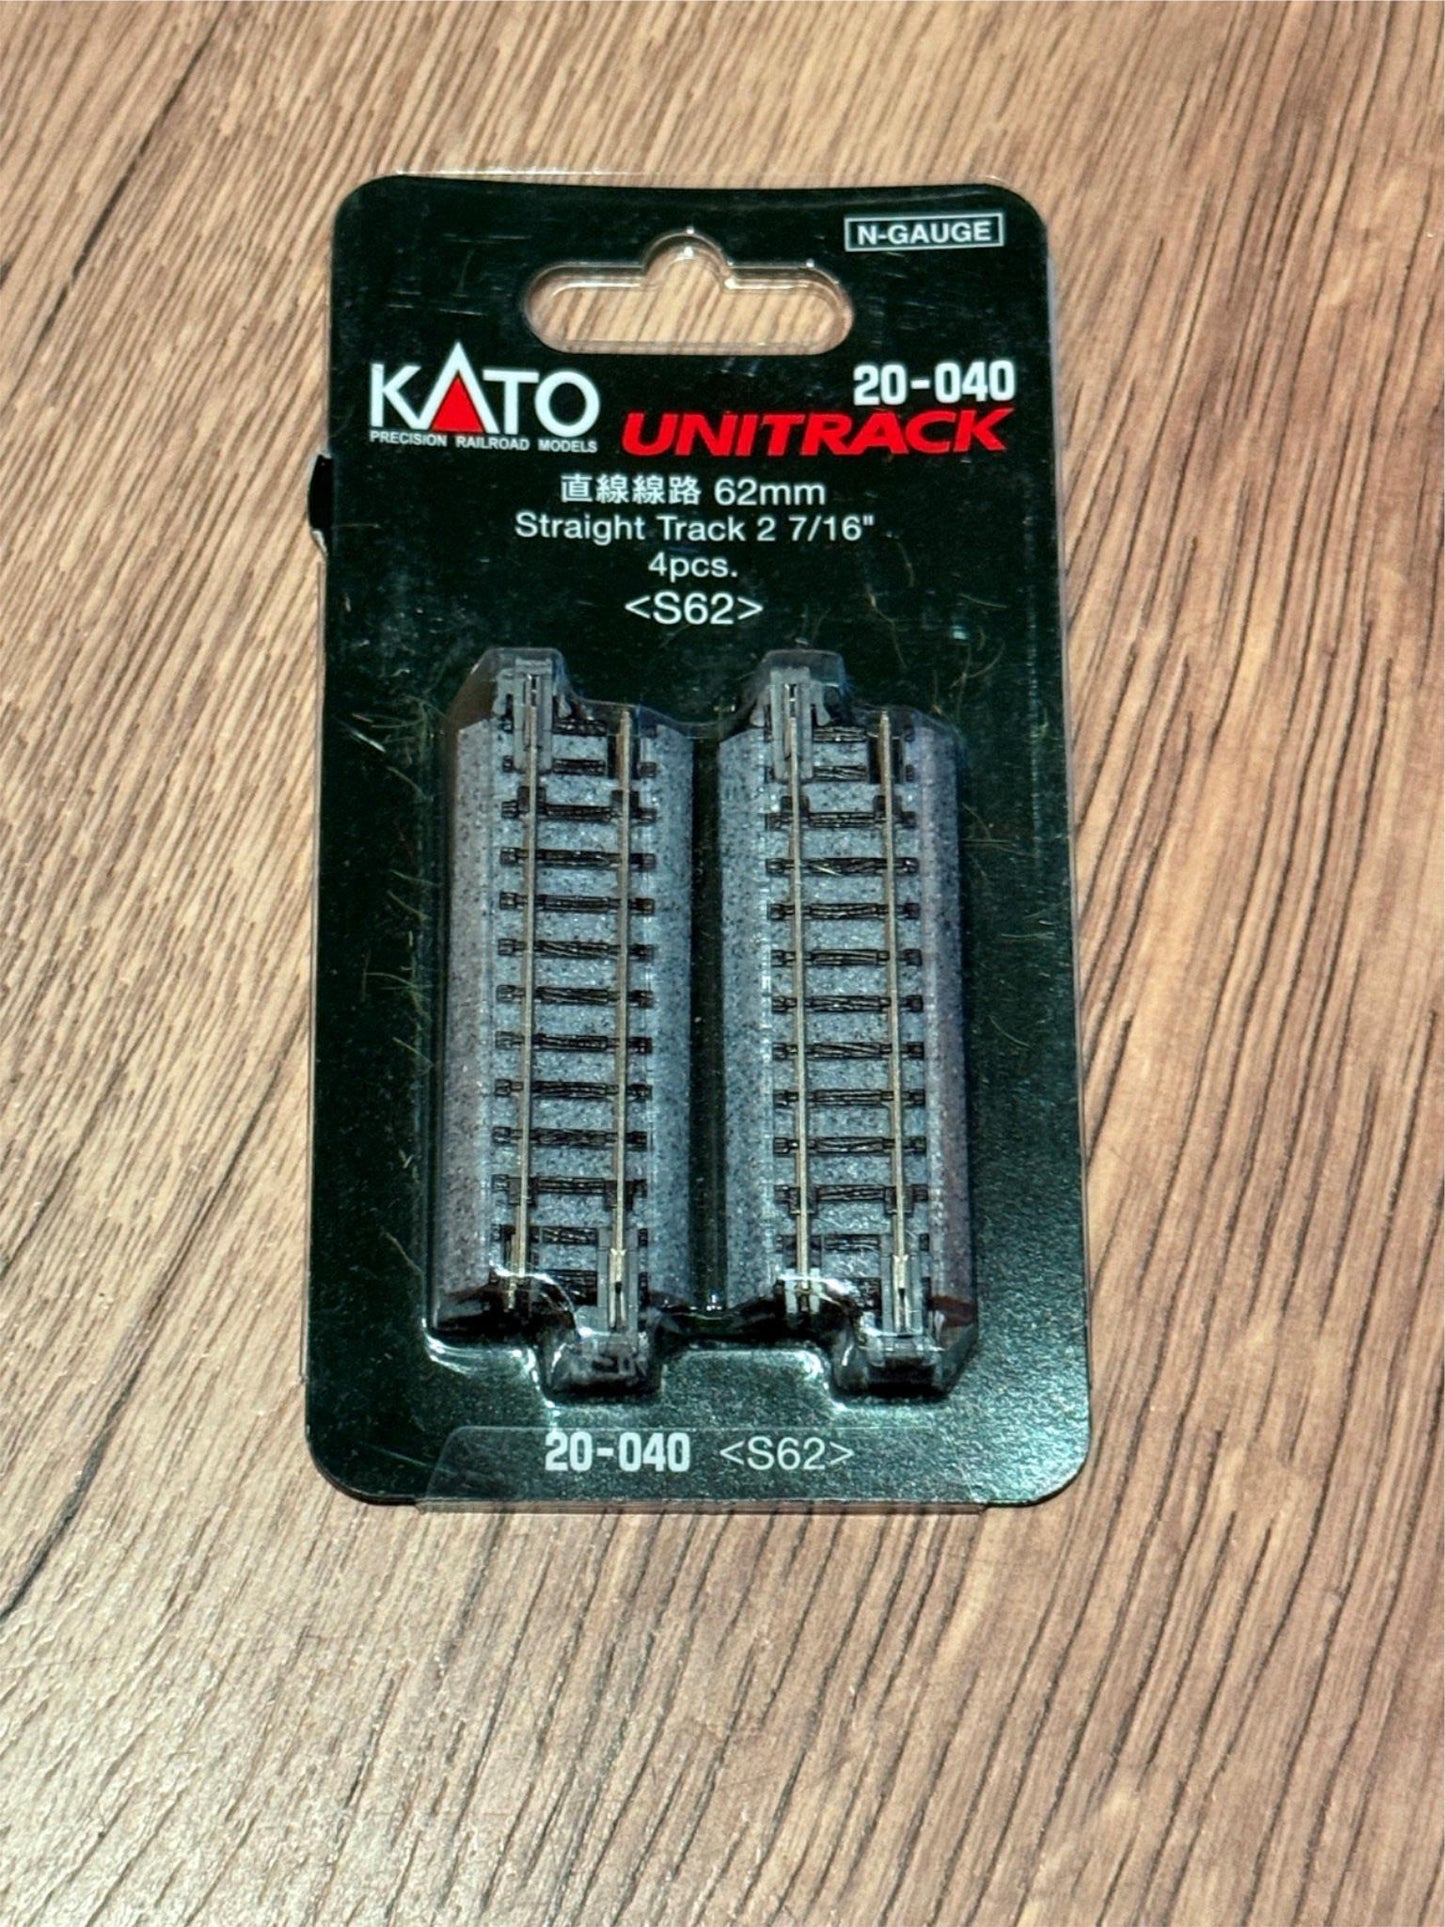 N-GAUGE
KATO
PRECISION RAILROAD MODELS
20-040
UNITRACK
直線線路 62mm
Straight Track 2 7/16"
4pcs.
<S62>
20-040 <S62>